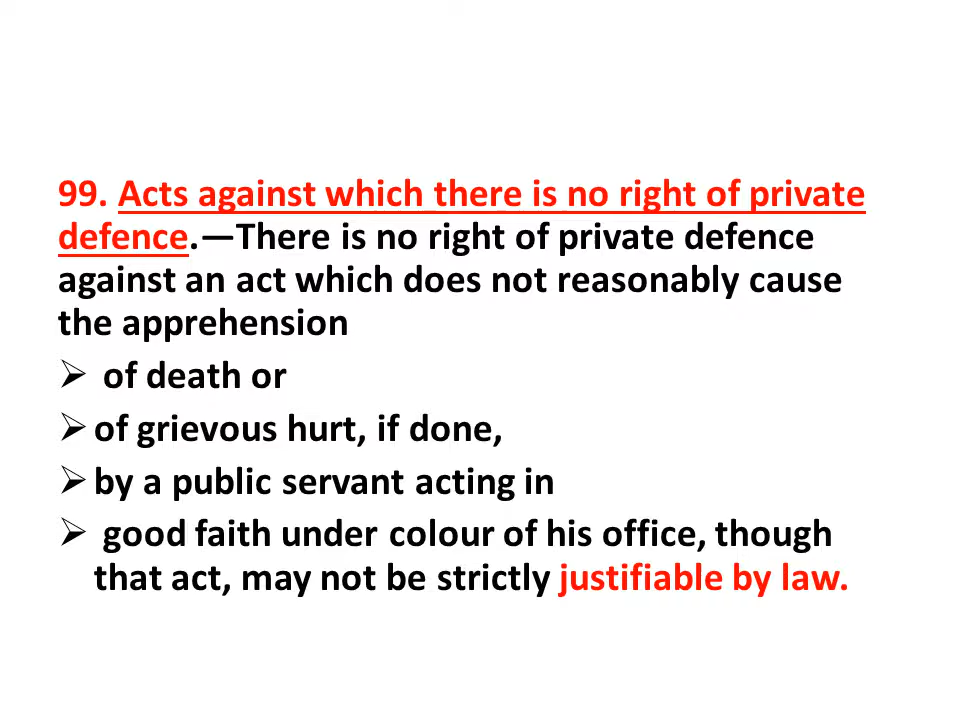 99. Acts against which there is no right of private
defence.—There is no right of private defence
against an act which does not reasonably cause
the apprehension
➢ of death or
➢ of grievous hurt, if done,
➢ by a public servant acting in
➢ good faith under colour of his office, though
that act, may not be strictly justifiable by law.